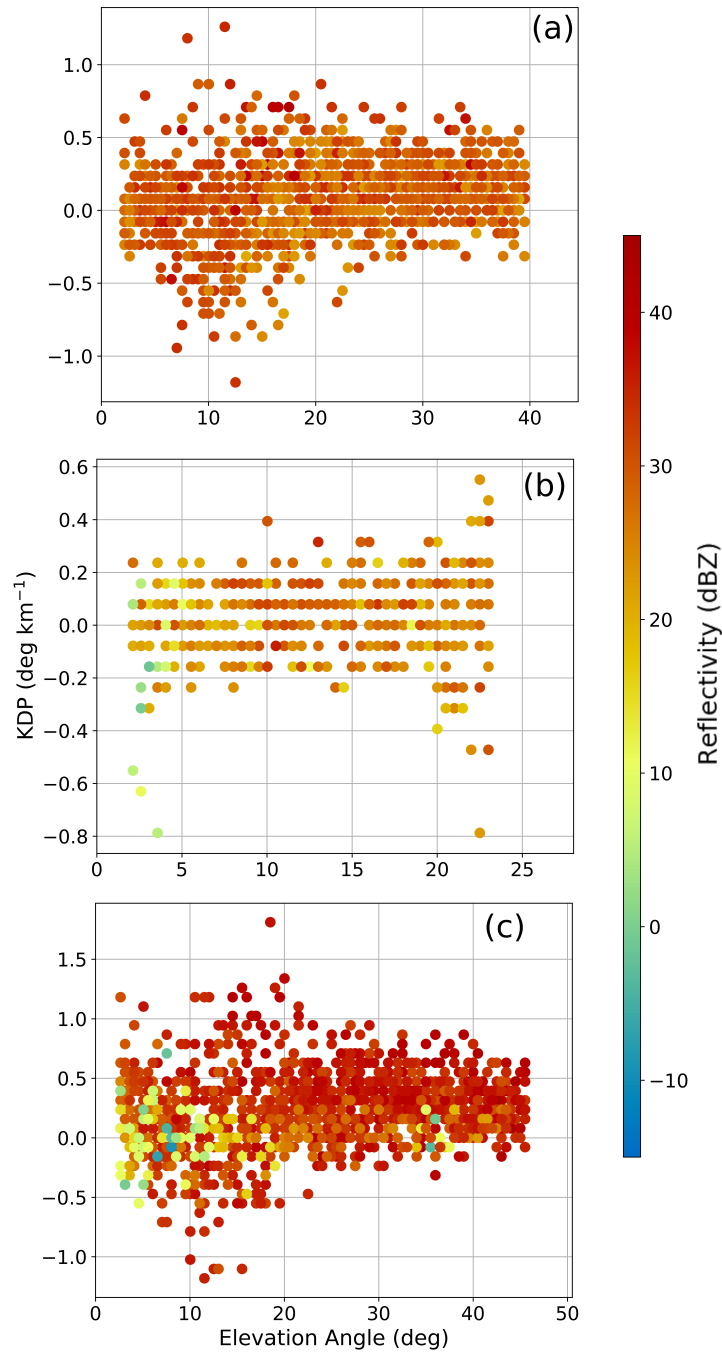 (a)
1.0
0.5
0.0
−0.5
−1.0
0 10 20 30 40
(b)
0.6
0.4
0.2
0.0
−0.2
−0.4
−0.6
−0.8
KDP (deg km⁻¹)
0 5 10 15 20 25
(c)
1.5
1.0
0.5
0.0
−0.5
−1.0
0 10 20 30 40 50
Elevation Angle (deg)
40
30
20
10
0
−10
Reflectivity (dBZ)